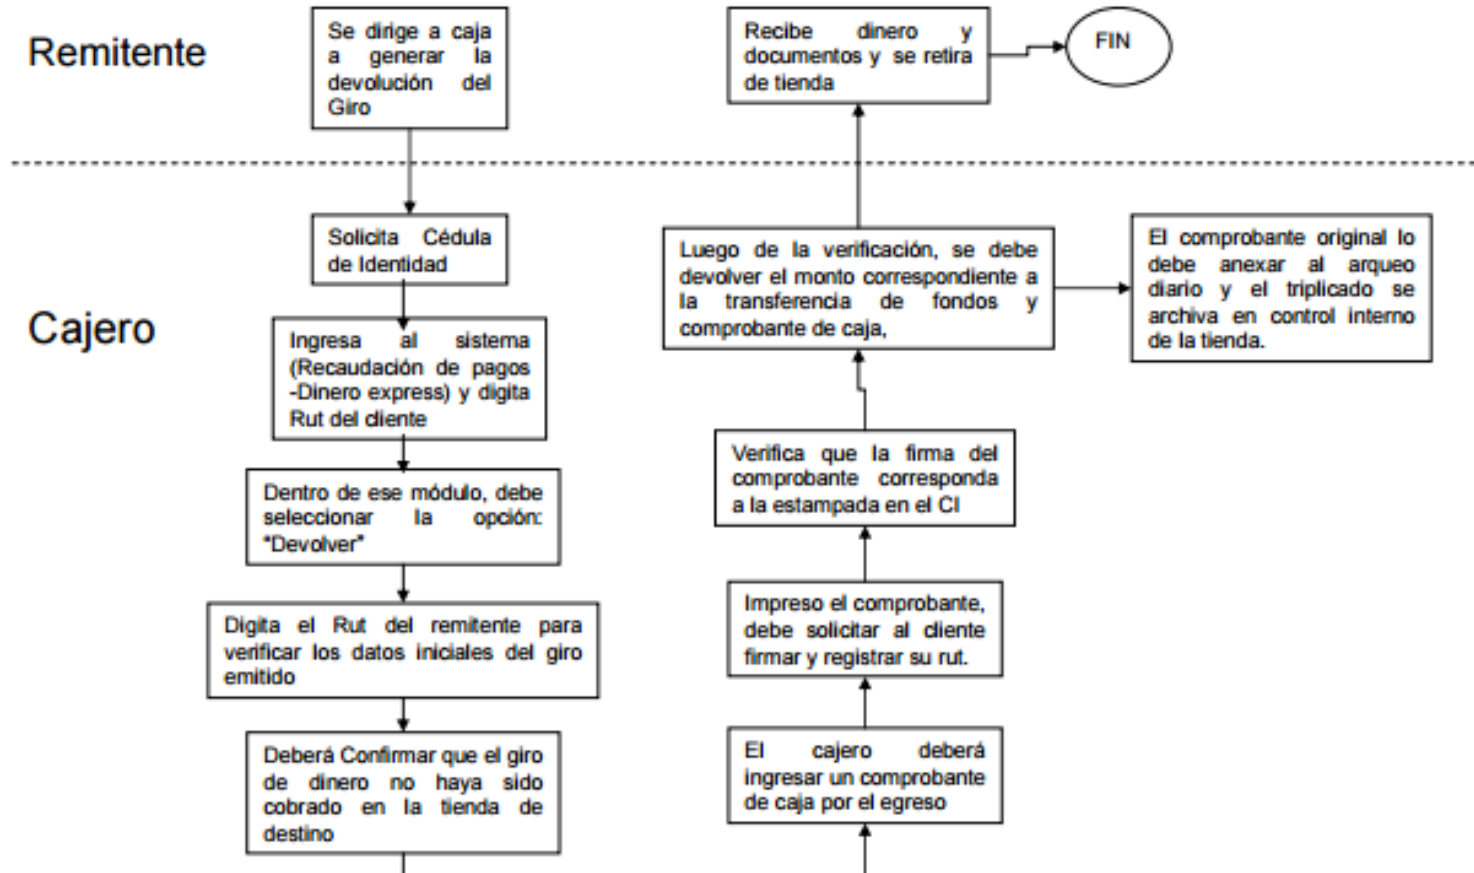 Remitente
Se dirige a caja
a generar la
devolución del
Giro
Recibe dinero y
documentos y se retira
de tienda
FIN
Cajero
Solicita Cédula
de Identidad
Ingresa al sistema
(Recaudación de pagos
-Dinero express) y digita
Rut del cliente
Dentro de ese módulo, debe
seleccionar la opción:
"Devolver"
Digita el Rut del remitente para
verificar los datos iniciales del giro
emitido
Deberá Confirmar que el giro
de dinero no haya sido
cobrado en la tienda de
destino
Luego de la verificación, se debe
devolver el monto correspondiente a
la transferencia de fondos y
comprobante de caja,
El comprobante original lo
debe anexar al arqueo
diario y el triplicado se
archiva en control interno
de la tienda.
Verifica que la firma del
comprobante corresponda
a la estampada en el CI
Impreso el comprobante,
debe solicitar al cliente
firmar y registrar su rut.
El cajero deberá
ingresar un comprobante
de caja por el egreso